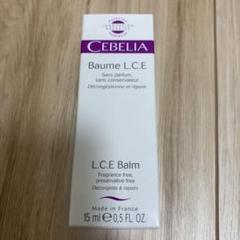 CEBELIA
Baume L.C.E
Sans parfum,
sans conservateur
Décongestionne et répare
L.C.E Balm
Fragrance free,
preservative free
Decongests & repairs
Made in France
15 ml ℮ 0,5 FL. OZ.